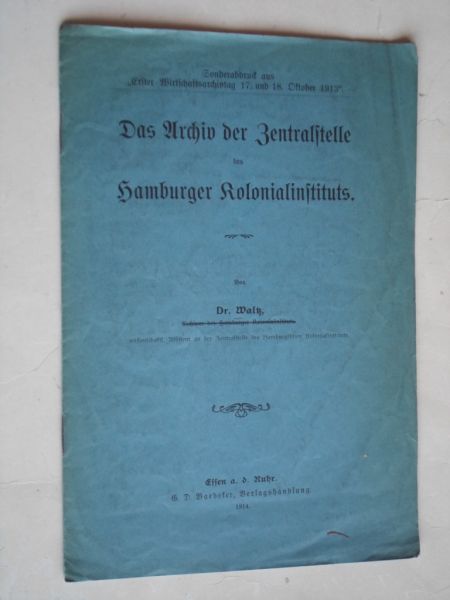 Sonderabdruck aus
„Erster Wirtschaftsarchivtag 17. und 18. Oktober 1913“.
Das Archiv der Zentralstelle
des
Hamburger Kolonialinstituts.
Von
Dr. Waltz,
Archivar des Hamburger Kolonialinstituts.
wissenschaftl. Assistent an der Zentralstelle des Hamburgischen Kolonialinstituts.
Essen a. d. Ruhr.
G. D. Baedeker, Verlagshandlung
1914.